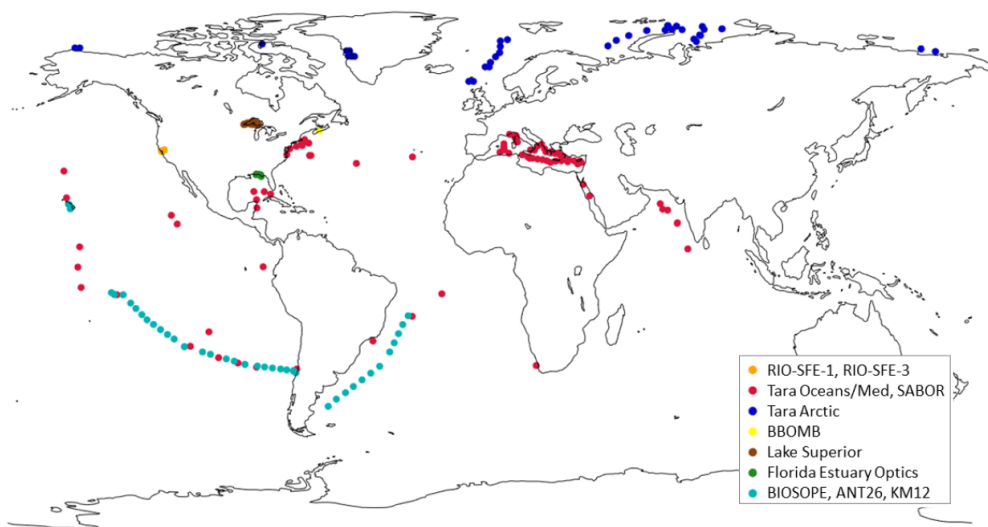 RIO-SFE-1, RIO-SFE-3
Tara Oceans/Med, SABOR
Tara Arctic
BBOMB
Lake Superior
Florida Estuary Optics
BIOSOPE, ANT26, KM12